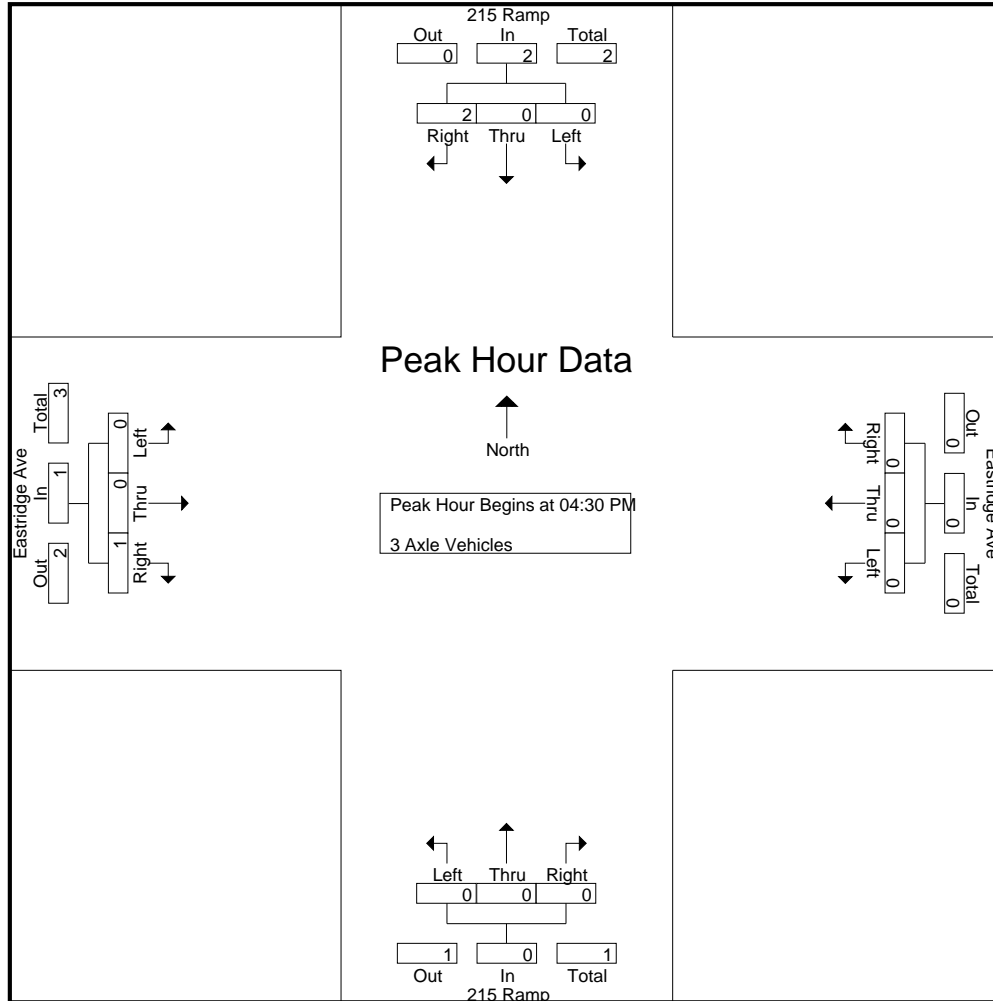 215 Ramp
Out In Total
0 2 2
2 0 0
Right Thru Left
Peak Hour Data
North
Peak Hour Begins at 04:30 PM
3 Axle Vehicles
Eastridge Ave
Out In Total
2 1 3
1 0 0
Right Thru Left
Eastridge Ave
Out In Total
0 0 0
0 0 0
Right Thru Left
Left Thru Right
0 0 0
1 0 1
Out In Total
215 Ramp